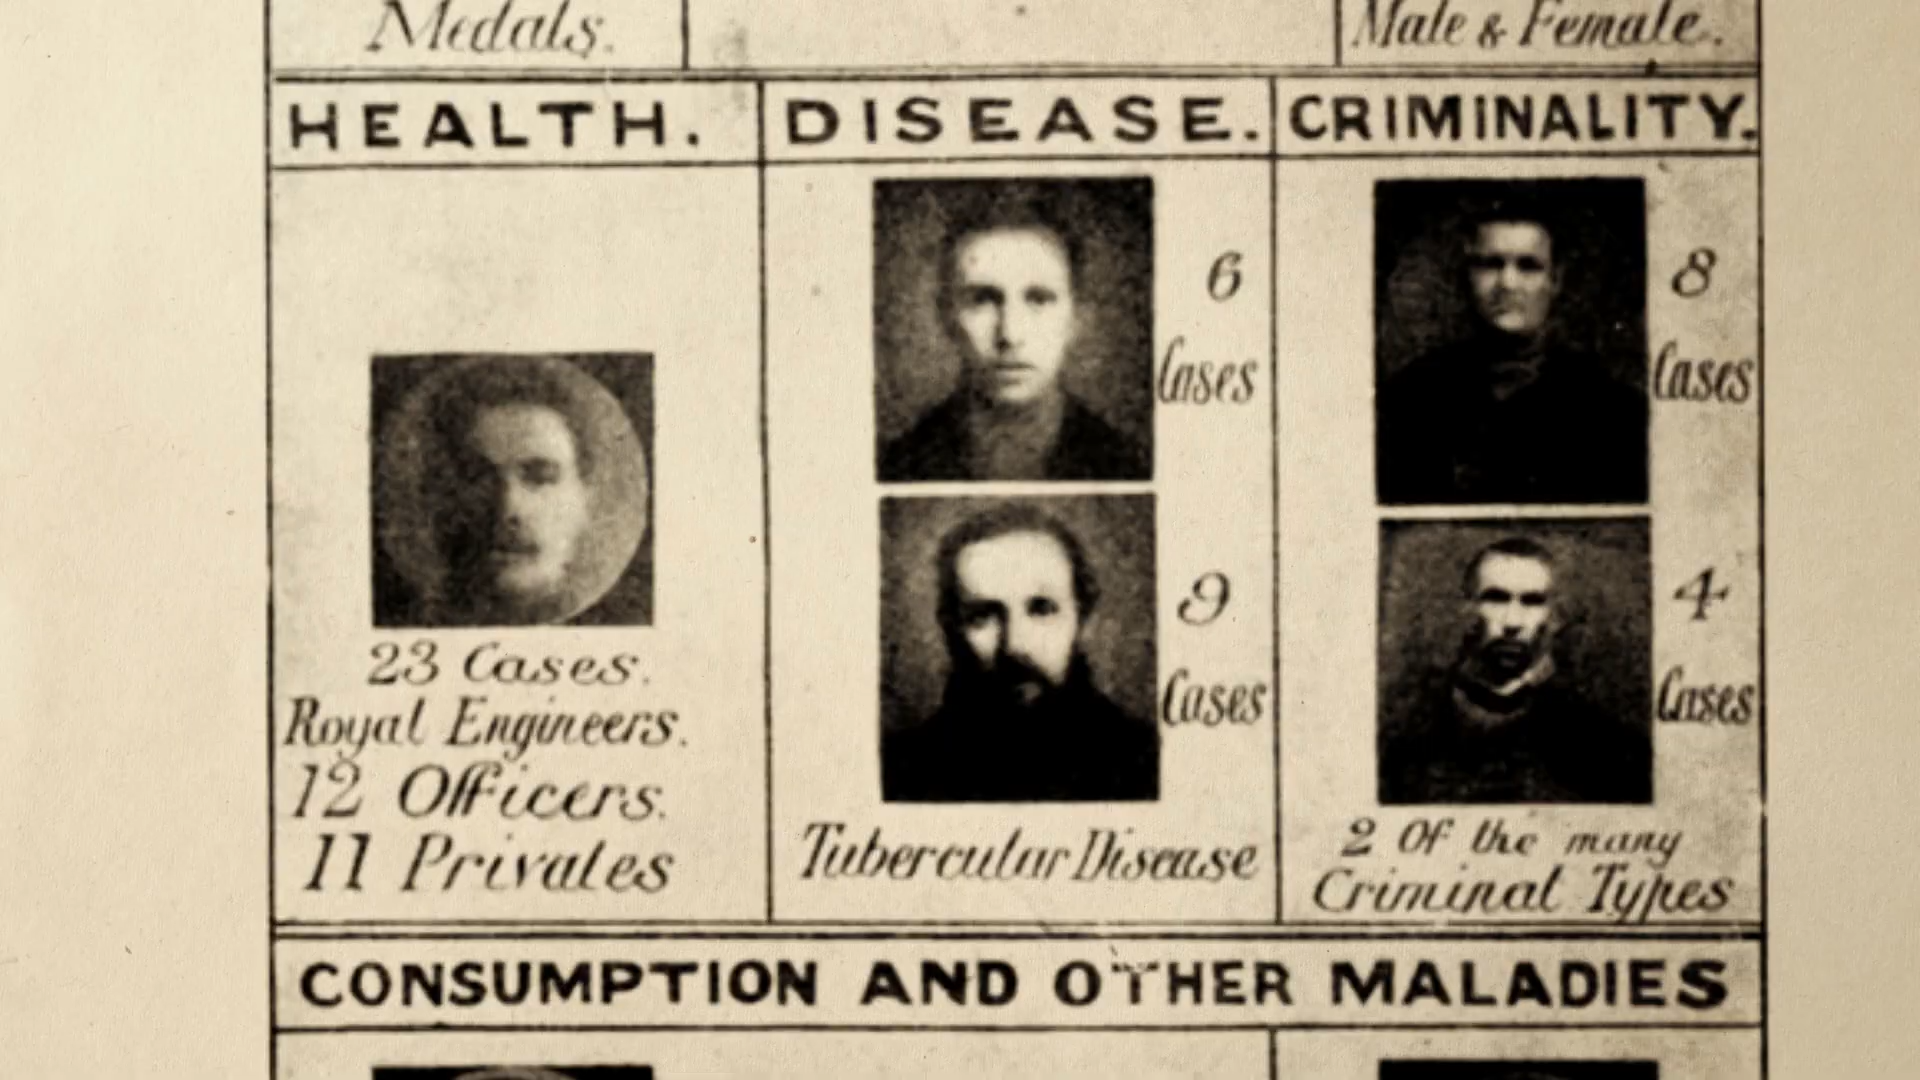 Medals.
Male & Female.
HEALTH.
DISEASE.
CRIMINALITY.
6
Cases
8
Cases
9
Cases
4
Cases
23 Cases.
Royal Engineers.
12 Officers.
11 Privates
Tubercular Disease
2 Of the many
Criminal Types
CONSUMPTION AND OTHER MALADIES